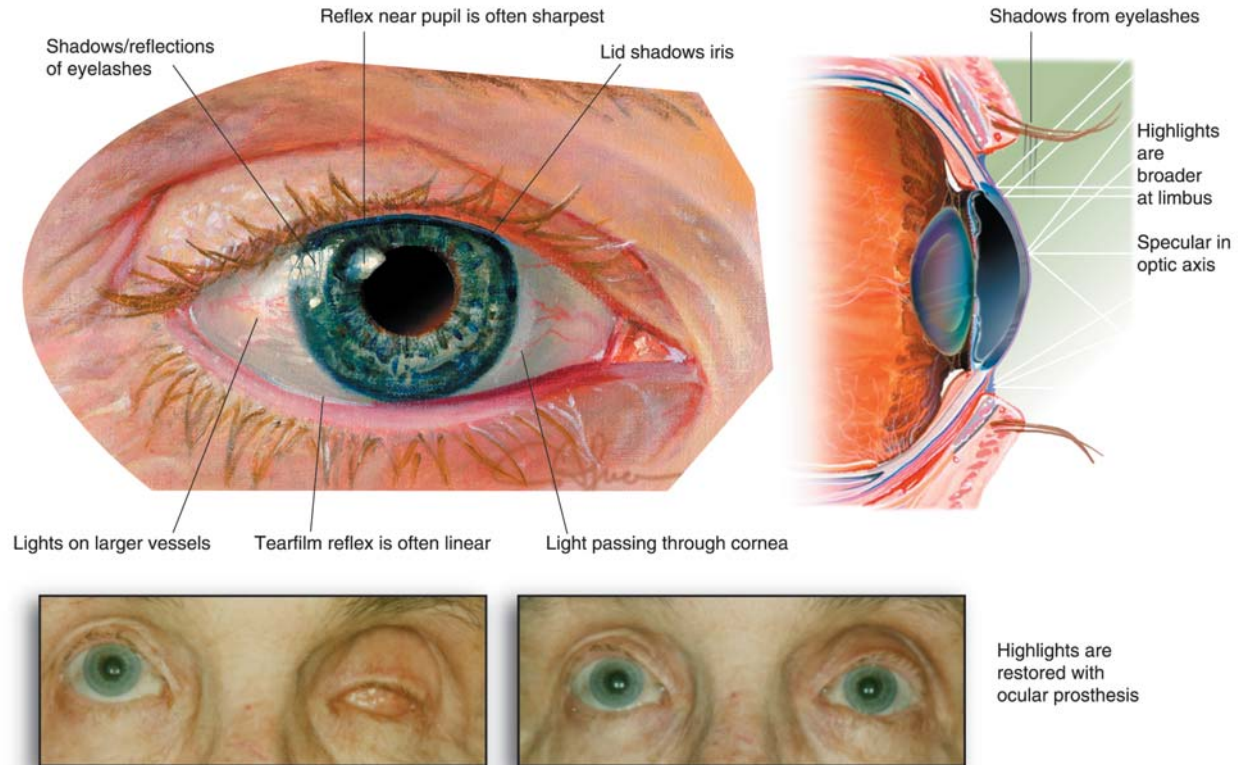 Reflex near pupil is often sharpest
Shadows from eyelashes
Shadows/reflections
of eyelashes
Lid shadows iris
Highlights
are
broader
at limbus
Specular in
optic axis
Lights on larger vessels
Tearfilm reflex is often linear
Light passing through cornea
Highlights are
restored with
ocular prosthesis